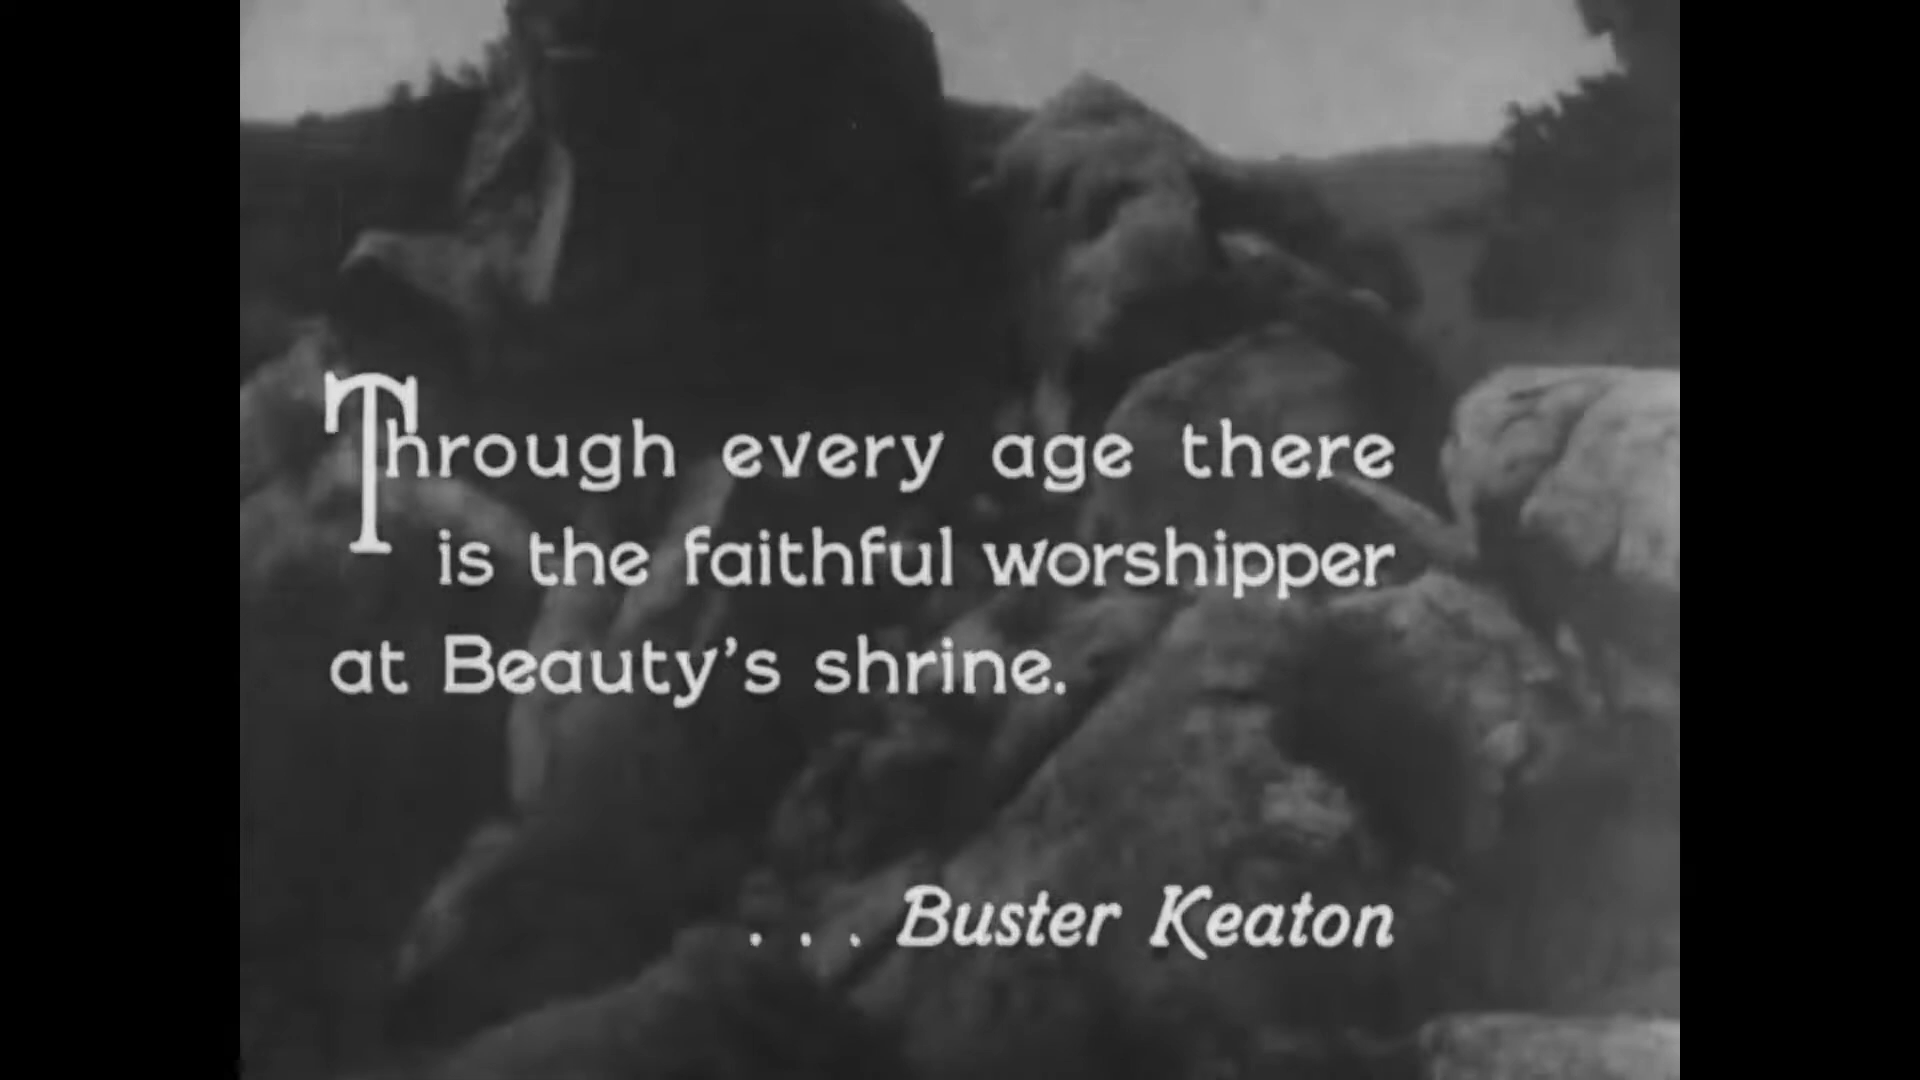 Through every age there
is the faithful worshipper
at Beauty's shrine.
... Buster Keaton